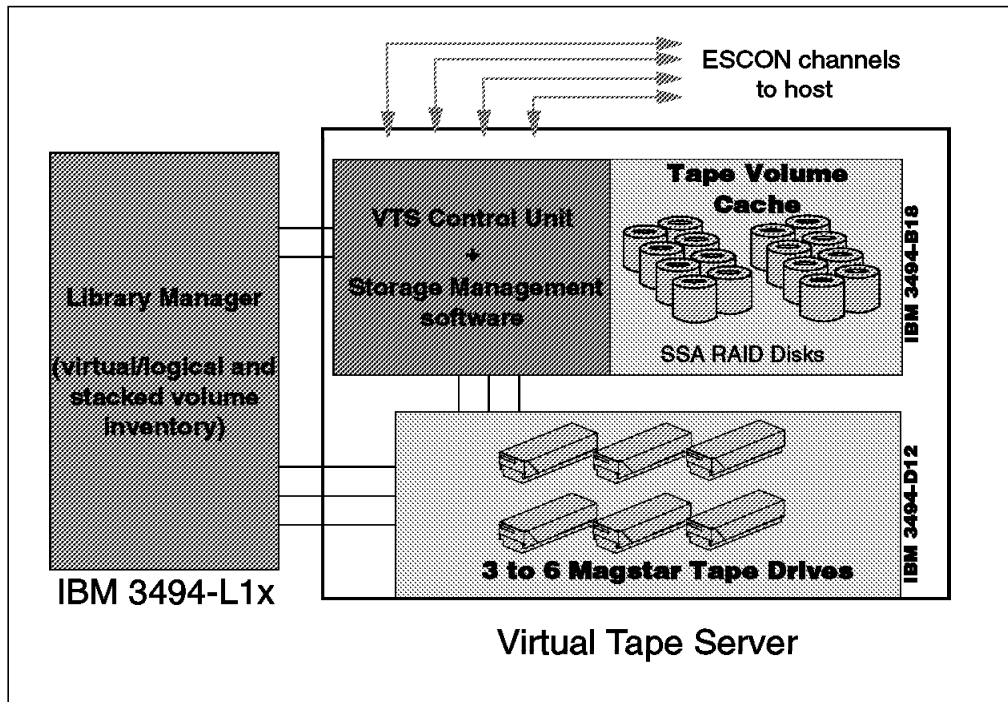 ESCON channels
to host
Tape Volume
Cache
VTS Control Unit
+
Storage Management
software
SSA RAID Disks
IBM 3494-B18
Library Manager
(virtual/logical and
stacked volume
inventory)
IBM 3494-L1x
3 to 6 Magstar Tape Drives
IBM 3494-D12
Virtual Tape Server